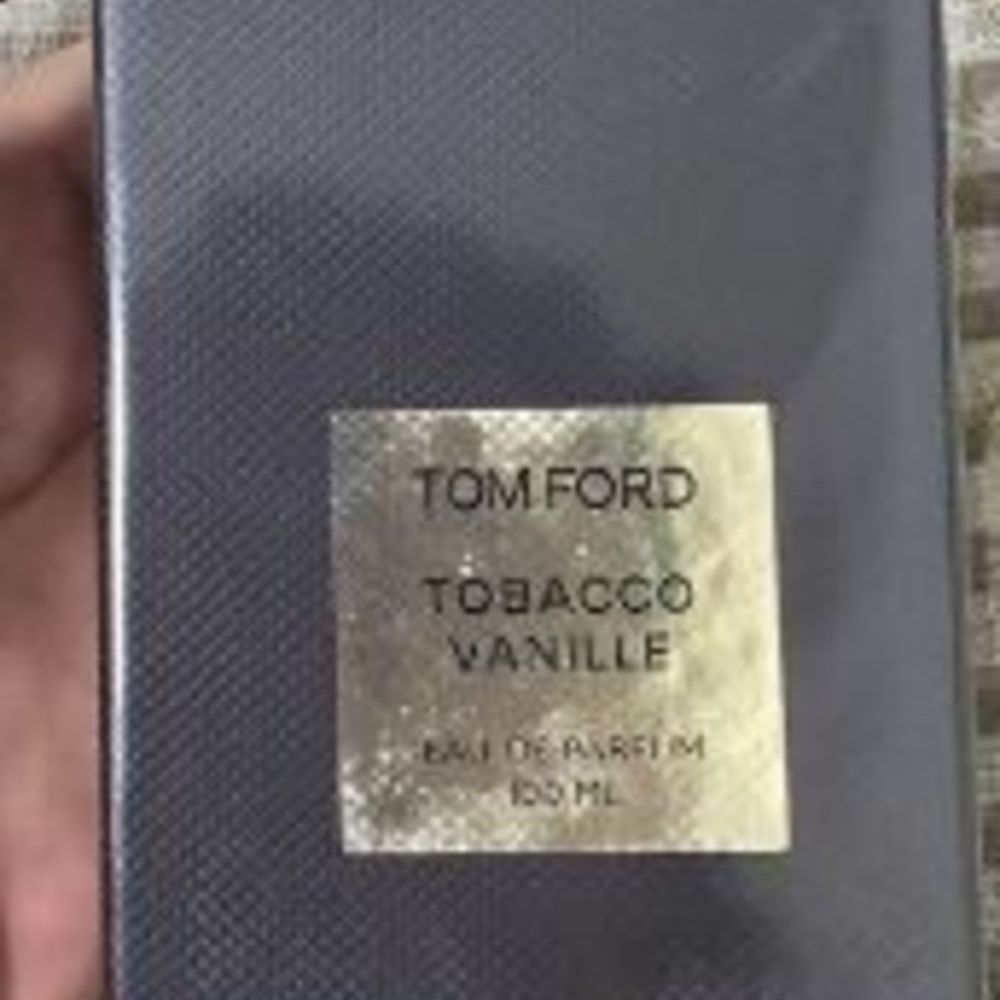 TOM FORD
TOBACCO
VANILLE
EAU DE PARFUM
100 ML